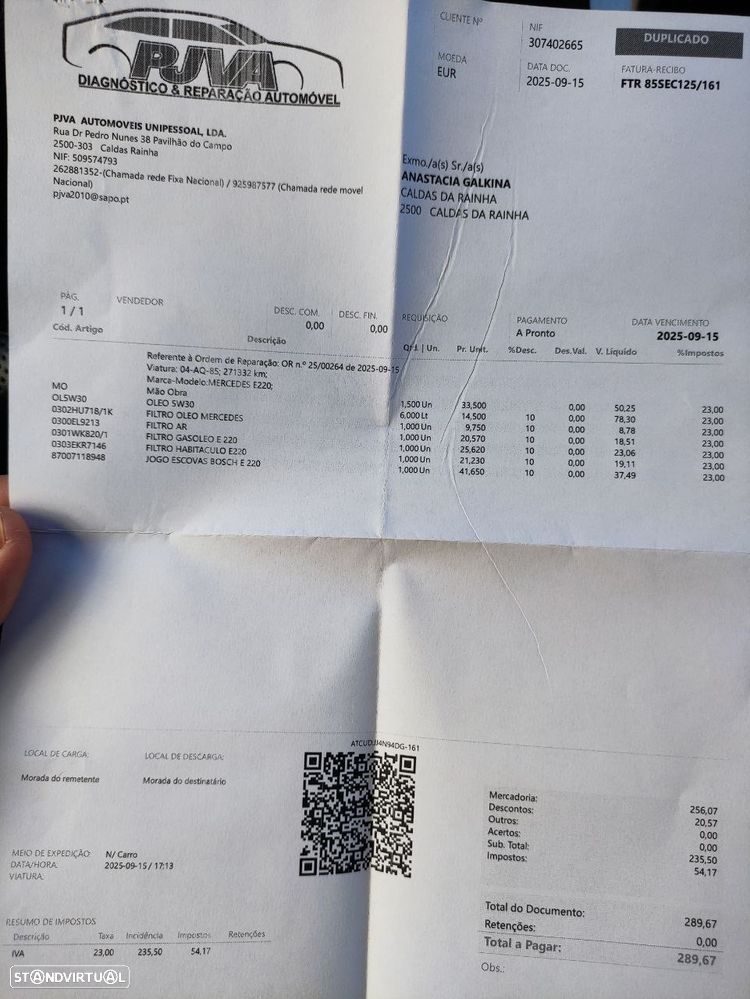 PJVA
DIAGNÓSTICO & REPARAÇÃO AUTOMÓVEL
CLIENTE Nº
NIF
307402665
DUPLICADO
MOEDA
EUR
DATA DOC.
2025-09-15
FATURA-RECIBO
FTR 85SEC125/161
PJVA AUTOMOVEIS UNIPESSOAL, LDA.
Rua Dr Pedro Nunes 38 Pavilhão do Campo
2500-303 Caldas Rainha
NIF: 509574793
262881352-(Chamada rede Fixa Nacional) / 925987577 (Chamada rede movel
Nacional)
pjva2010@sapo.pt
Exmo./a(s) Sr./a(s)
ANASTACIA GALKINA
CALDAS DA RAINHA
2500 CALDAS DA RAINHA
PÁG. VENDEDOR DESC. COM. DESC. FIN. REQUISIÇÃO PAGAMENTO DATA VENCIMENTO
1 / 1 0,00 0,00 A Pronto 2025-09-15
Cód. Artigo Descrição Qtd. | Un. Pr. Unit. %Desc. Des.Val. V. Líquido %Impostos
Referente à Ordem de Reparação: OR n.º 25/00264 de 2025-09-15
Viatura: 04-AQ-85; 271332 km;
Marca-Modelo:MERCEDES E220;
MO Mão Obra 1,500 Un 33,500 0,00 50,25 23,00
OL5W30 OLEO 5W30 6,000 Lt 14,500 10 0,00 78,30 23,00
0302HU718/1K FILTRO OLEO MERCEDES 1,000 Un 9,750 10 0,00 8,78 23,00
0300EL9213 FILTRO AR 1,000 Un 20,570 10 0,00 18,51 23,00
0301WK820/1 FILTRO GASOLEO E 220 1,000 Un 25,620 10 0,00 23,06 23,00
0303EKR7146 FILTRO HABITACULO E220 1,000 Un 21,230 10 0,00 19,11 23,00
87007118948 JOGO ESCOVAS BOSCH E 220 1,000 Un 41,650 10 0,00 37,49 23,00
LOCAL DE CARGA: LOCAL DE DESCARGA:
Morada do remetente Morada do destinatário
MEIO DE EXPEDIÇÃO: N/ Carro
DATA/HORA: 2025-09-15 / 17:13
VIATURA:
Mercadoria: 256,07
Descontos: 20,57
Outros: 0,00
Acertos: 0,00
Sub. Total: 235,50
Impostos: 54,17
Total do Documento: 289,67
Retenções: 0,00
Total a Pagar: 289,67
Obs.:
RESUMO DE IMPOSTOS
Descrição Taxa Incidência Impostos Retenções
IVA 23,00 235,50 54,17
STANDVIRTUAL